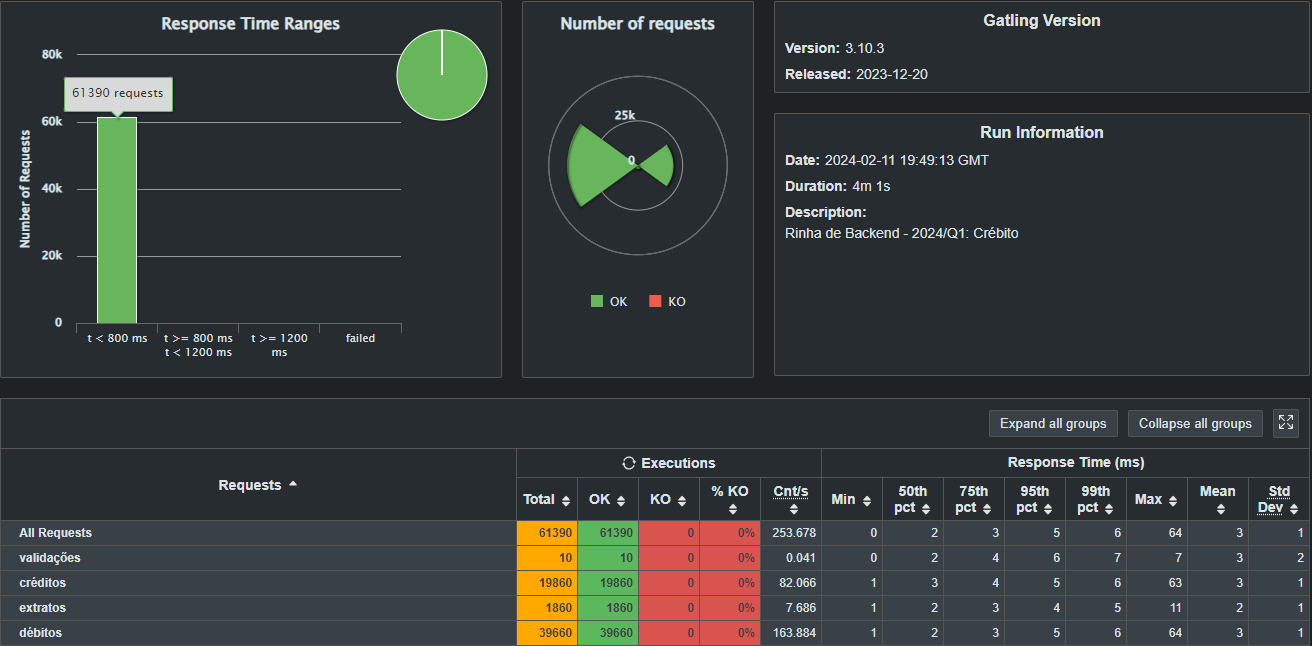 Response Time Ranges
80k
61390 requests
60k
40k
20k
0
Number of Requests
t < 800 ms
t >= 800 ms
t < 1200 ms
t >= 1200
ms
failed
Number of requests
25k
0
OK
KO
Gatling Version
Version: 3.10.3
Released: 2023-12-20
Run Information
Date: 2024-02-11 19:49:13 GMT
Duration: 4m 1s
Description:
Rinha de Backend - 2024/Q1: Crébito
Expand all groups Collapse all groups
Requests Executions Response Time (ms)
Total OK KO % KO Cnt/s Min 50th pct 75th pct 95th pct 99th pct Max Mean Std Dev
All Requests 61390 61390 0 0% 253.678 0 2 3 5 6 64 3 1
validações 10 10 0 0% 0.041 0 2 4 6 7 7 3 2
créditos 19860 19860 0 0% 82.066 1 3 4 5 6 63 3 1
extratos 1860 1860 0 0% 7.686 1 2 3 4 5 11 2 1
débitos 39660 39660 0 0% 163.884 1 2 3 5 6 64 3 1